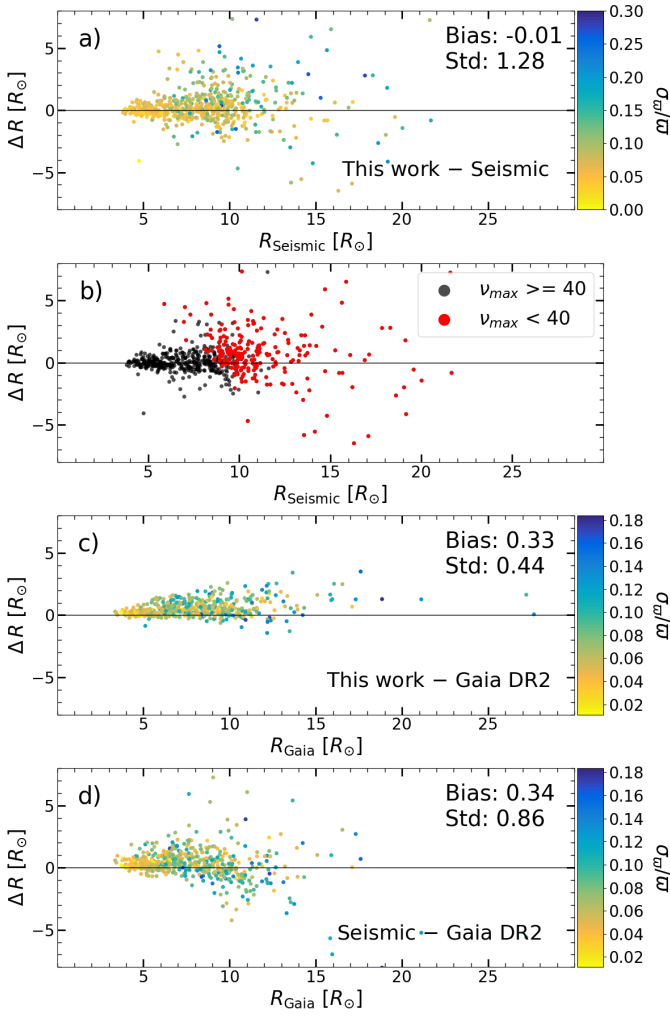 a)
Bias: -0.01
Std: 1.28
This work − Seismic
5
0
−5
ΔR [R☉]
5 10 15 20 25
R_Seismic [R☉]
0.30
0.25
0.20
0.15
0.10
0.05
0.00
σ_ϖ/ϖ
b)
ν_max >= 40
ν_max < 40
5
0
−5
ΔR [R☉]
5 10 15 20 25
R_Seismic [R☉]
c)
Bias: 0.33
Std: 0.44
This work − Gaia DR2
5
0
−5
ΔR [R☉]
5 10 15 20 25
R_Gaia [R☉]
0.18
0.16
0.14
0.12
0.10
0.08
0.06
0.04
0.02
σ_ϖ/ϖ
d)
Bias: 0.34
Std: 0.86
Seismic − Gaia DR2
5
0
−5
ΔR [R☉]
5 10 15 20 25
R_Gaia [R☉]
0.18
0.16
0.14
0.12
0.10
0.08
0.06
0.04
0.02
σ_ϖ/ϖ